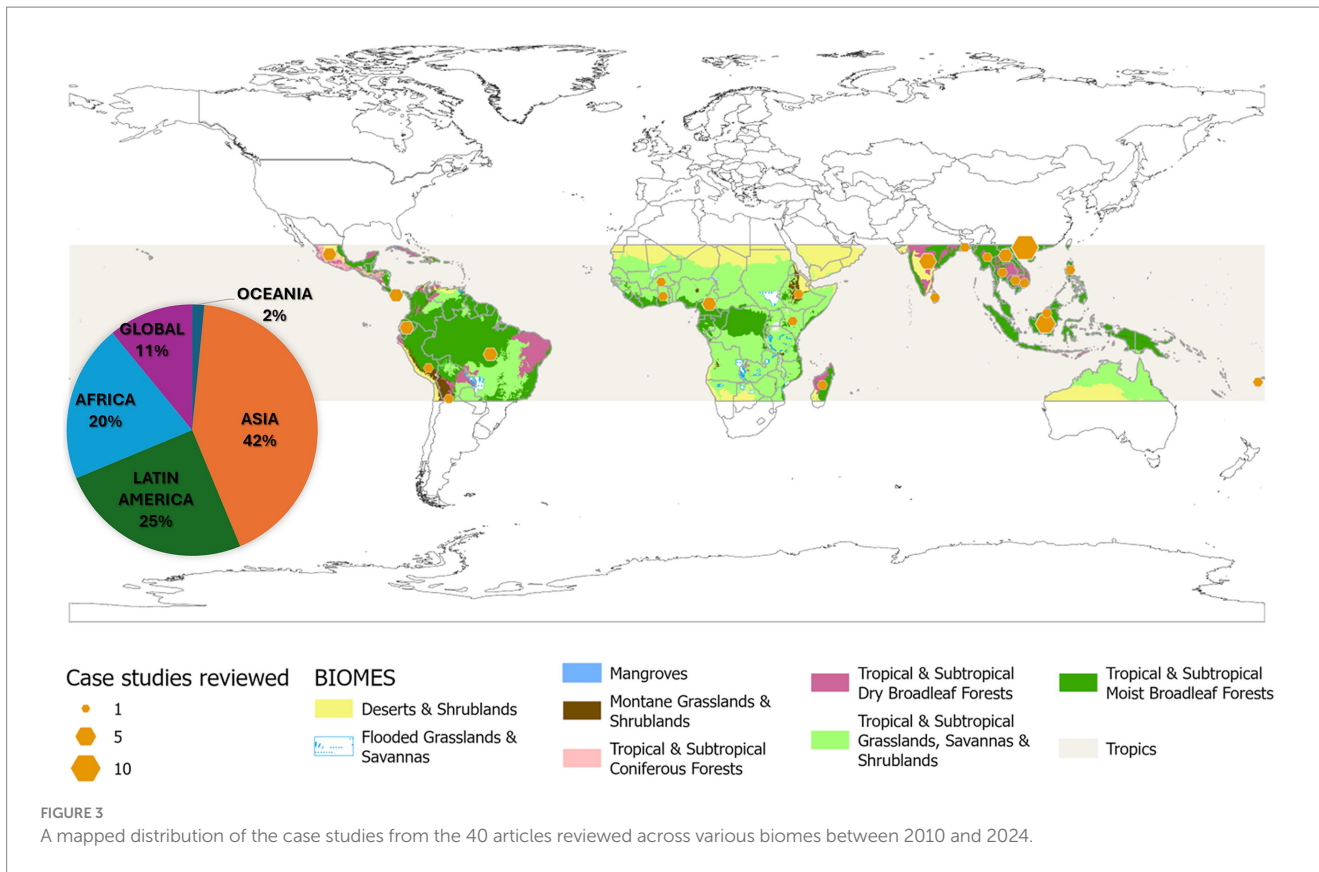 OCEANIA
2%
GLOBAL
11%
AFRICA
20%
ASIA
42%
LATIN
AMERICA
25%
Case studies reviewed
1
5
10
BIOMES
Deserts & Shrublands
Flooded Grasslands &
Savannas
Mangroves
Montane Grasslands &
Shrublands
Tropical & Subtropical
Coniferous Forests
Tropical & Subtropical
Dry Broadleaf Forests
Tropical & Subtropical
Grasslands, Savannas &
Shrublands
Tropical & Subtropical
Moist Broadleaf Forests
Tropics
FIGURE 3
A mapped distribution of the case studies from the 40 articles reviewed across various biomes between 2010 and 2024.